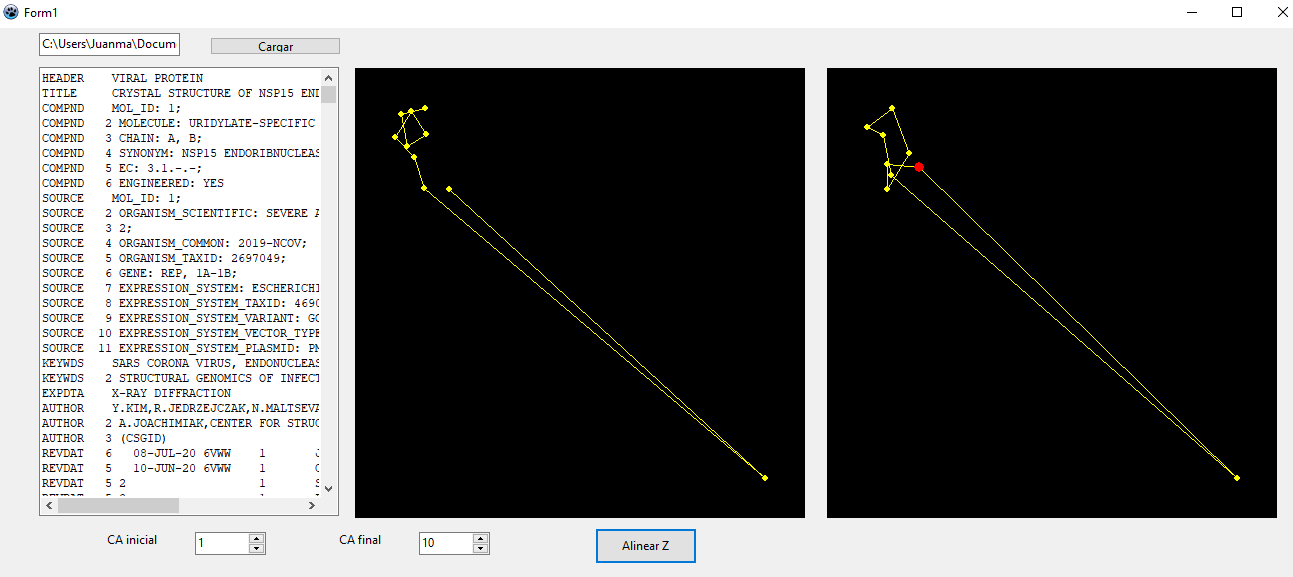 Form1
C:\Users\Juanma\Docum
Cargar
HEADER VIRAL PROTEIN
TITLE CRYSTAL STRUCTURE OF NSP15 END
COMPND MOL_ID: 1;
COMPND 2 MOLECULE: URIDYLATE-SPECIFIC
COMPND 3 CHAIN: A, B;
COMPND 4 SYNONYM: NSP15 ENDORIBNUCLEAS
COMPND 5 EC: 3.1.-.-;
COMPND 6 ENGINEERED: YES
SOURCE MOL_ID: 1;
SOURCE 2 ORGANISM_SCIENTIFIC: SEVERE A
SOURCE 3 2;
SOURCE 4 ORGANISM_COMMON: 2019-NCOV;
SOURCE 5 ORGANISM_TAXID: 2697049;
SOURCE 6 GENE: REP, 1A-1B;
SOURCE 7 EXPRESSION_SYSTEM: ESCHERICHI
SOURCE 8 EXPRESSION_SYSTEM_TAXID: 469
SOURCE 9 EXPRESSION_SYSTEM_VARIANT: GO
SOURCE 10 EXPRESSION_SYSTEM_VECTOR_TYPE
SOURCE 11 EXPRESSION_SYSTEM_PLASMID: PM
KEYWDS SARS CORONA VIRUS, ENDONUCLEAS
KEYWDS 2 STRUCTURAL GENOMICS OF INFECT
EXPDTA X-RAY DIFFRACTION
AUTHOR Y.KIM,R.JEDRZEJCZAK,N.MALTSEVA
AUTHOR 2 A.JOACHIMIAK,CENTER FOR STRUC
AUTHOR 3 (CSGID)
REVDAT 6 08-JUL-20 6VWW 1 J
REVDAT 5 10-JUN-20 6VWW 1
REVDAT 5 2 1
CA inicial
1
CA final
10
Alinear Z